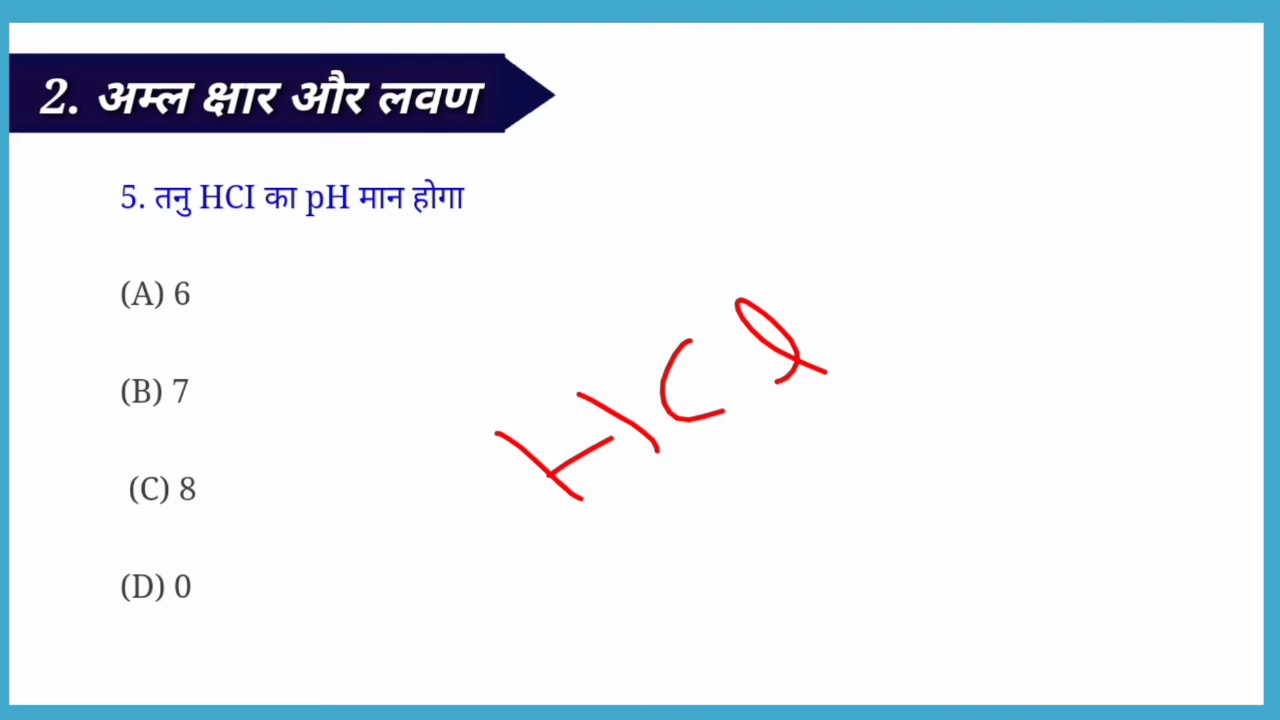 2. अम्ल क्षार और लवण
5. तनु HCI का pH मान होगा
(A) 6
(B) 7
(C) 8
(D) 0
HCl